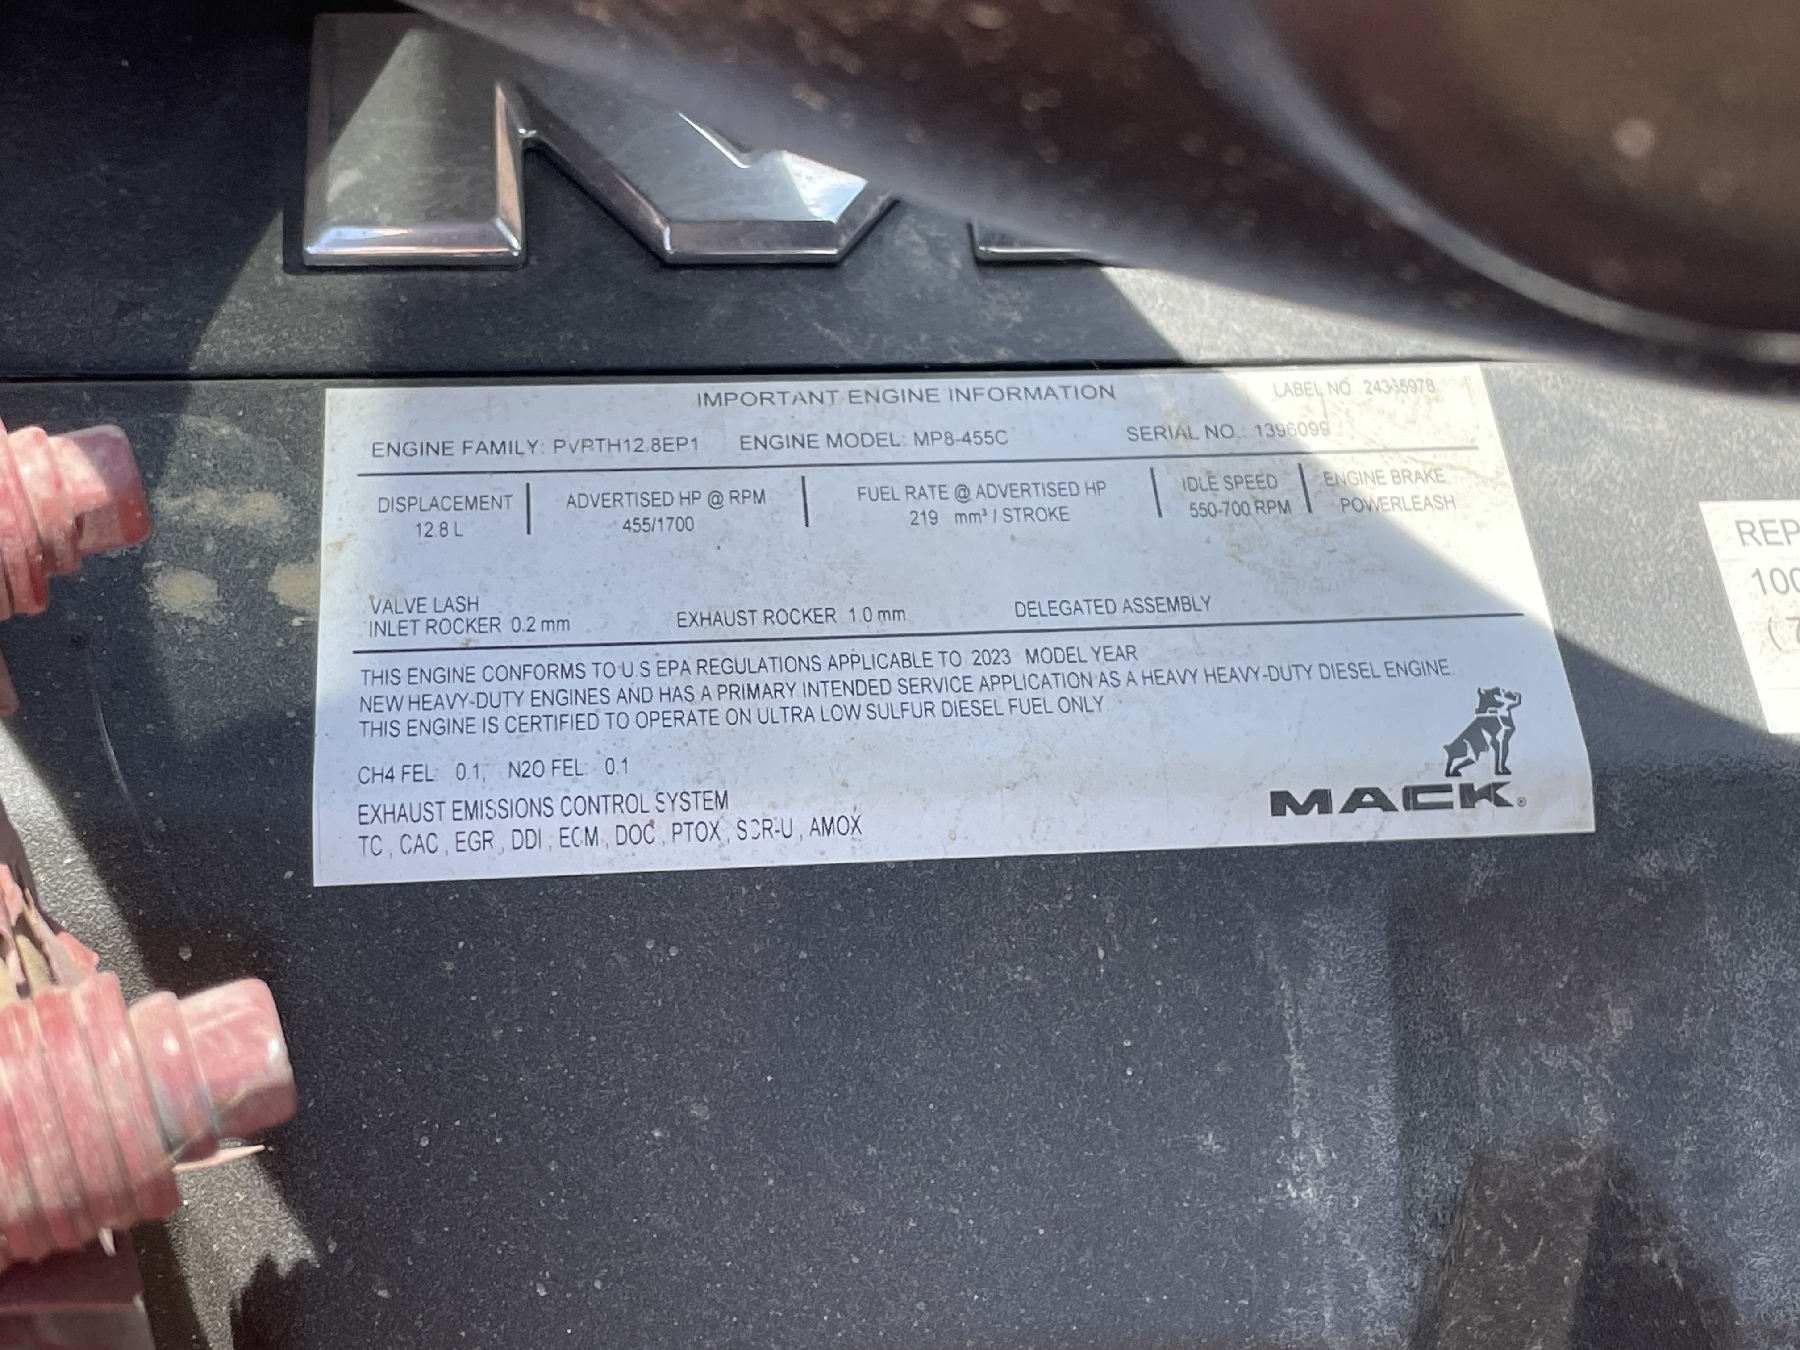 IMPORTANT ENGINE INFORMATION LABEL NO
ENGINE FAMILY: PVPTH12.8EP1 ENGINE MODEL: MP8-455C SERIAL NO.: 1396099
DISPLACEMENT ADVERTISED HP @ RPM FUEL RATE @ ADVERTISED HP IDLE SPEED ENGINE BRAKE
12.8 L 455/1700 219 mm³ / STROKE 550-700 RPM POWERLEASH
VALVE LASH
INLET ROCKER 0.2 mm EXHAUST ROCKER 1.0 mm DELEGATED ASSEMBLY
THIS ENGINE CONFORMS TO U.S EPA REGULATIONS APPLICABLE TO 2023 MODEL YEAR
NEW HEAVY-DUTY ENGINES AND HAS A PRIMARY INTENDED SERVICE APPLICATION AS A HEAVY HEAVY-DUTY DIESEL ENGINE.
THIS ENGINE IS CERTIFIED TO OPERATE ON ULTRA LOW SULFUR DIESEL FUEL ONLY
CH4 FEL: 0.1, N2O FEL: 0.1
EXHAUST EMISSIONS CONTROL SYSTEM
TC , CAC , EGR , DDI , ECM , DOC , PTOX , SCR-U , AMOX
MACK®
REP
100
(7